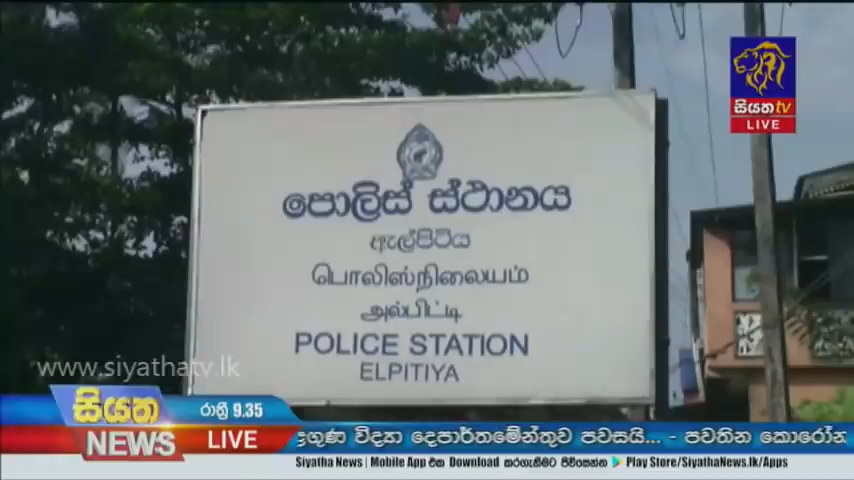 සියත tv
LIVE
පොලිස් ස්ථානය
ඇල්පිටිය
பொலிஸ்நிலையம்
அல்பிட்டி
POLICE STATION
ELPITIYA
www.siyathatv.lk
සියත
NEWS
රාත්‍රී 9.35
LIVE
ගුණ විද්‍යා දෙපාර්තමේන්තුව පවසයි... - පවතින කොරෝන
Siyatha News | Mobile App එක Download කරගැනීමට පිවිසෙන්න Play Store/SiyathaNews.lk/Apps